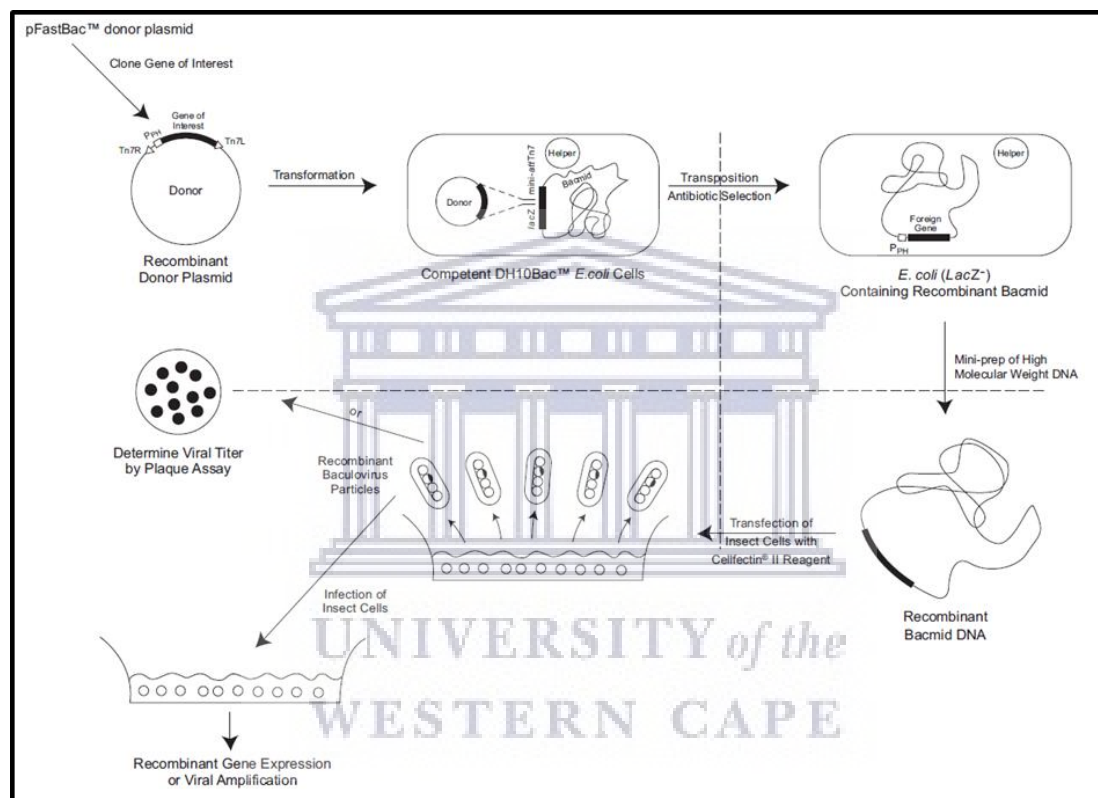 pFastBac™ donor plasmid
Clone Gene of Interest
Gene of
Interest
PPH
Tn7R
Tn7L
Donor
Recombinant
Donor Plasmid
Transformation
Helper
Donor
lacZ
mini-attTn7
Bacmid
Competent DH10Bac™ E.coli Cells
Transposition
Antibiotic Selection
Helper
Foreign
Gene
PPH
E. coli (LacZ⁻)
Containing Recombinant Bacmid
Mini-prep of High
Molecular Weight DNA
Recombinant
Bacmid DNA
Transfection of
Insect Cells with
Cellfectin® II Reagent
Recombinant
Baculovirus
Particles
or
Determine Viral Titer
by Plaque Assay
Infection of
Insect Cells
Recombinant Gene Expression
or Viral Amplification
UNIVERSITY of the
WESTERN CAPE